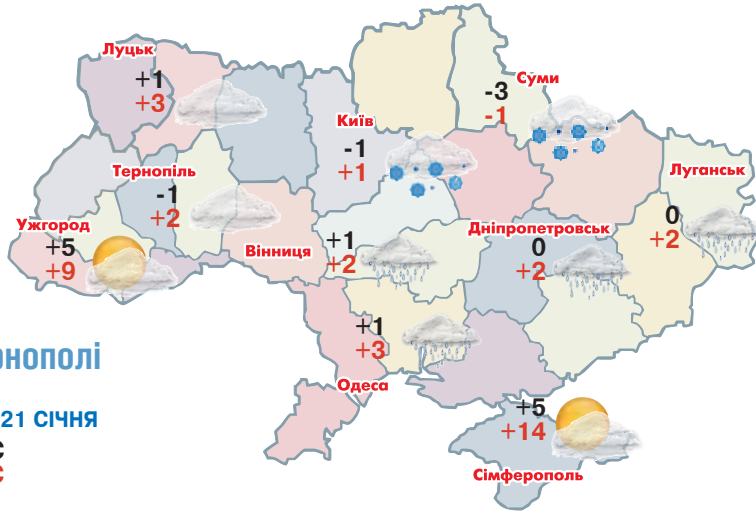 Луцьк
+1
+3
Суми
-3
-1
Київ
-1
+1
Тернопіль
-1
+2
Луганськ
0
+2
Ужгород
+5
+9
Вінниця
+1
+2
Дніпропетровськ
0
+2
+1
+3
Одеса
рнополі
21 СІЧНЯ
+5
+14
Сімферополь